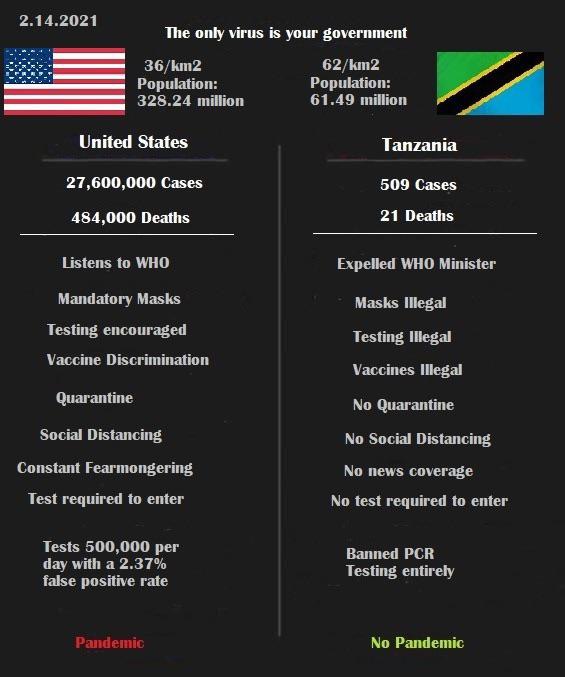 2.14.2021
The only virus is your government
36/km2
Population:
328.24 million
62/km2
Population:
61.49 million
United States
27,600,000 Cases
484,000 Deaths
Listens to WHO
Mandatory Masks
Testing encouraged
Vaccine Discrimination
Quarantine
Social Distancing
Constant Fearmongering
Test required to enter
Tests 500,000 per
day with a 2.37%
false positive rate
Pandemic
Tanzania
509 Cases
21 Deaths
Expelled WHO Minister
Masks Illegal
Testing Illegal
Vaccines Illegal
No Quarantine
No Social Distancing
No news coverage
No test required to enter
Banned PCR
Testing entirely
No Pandemic